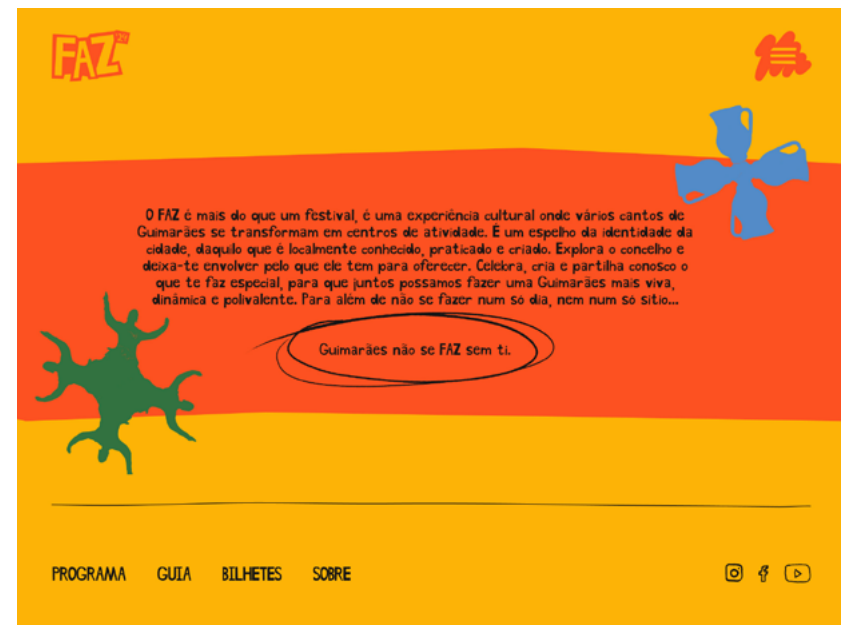 FAZ
O FAZ é mais do que um festival, é uma experiência cultural onde vários cantos de
Guimarães se transformam em centros de atividade. É um espelho da identidade da
cidade, daquilo que é localmente conhecido, praticado e criado. Explora o concelho e
deixa-te envolver pelo que ele tem para oferecer. Celebra, cria e partilha conosco o
que te faz especial, para que juntos possamos fazer uma Guimarães mais viva,
dinâmica e polivalente. Para além de não se fazer num só dia, nem num só sítio...
Guimarães não se FAZ sem ti.
PROGRAMA GUIA BILHETES SOBRE